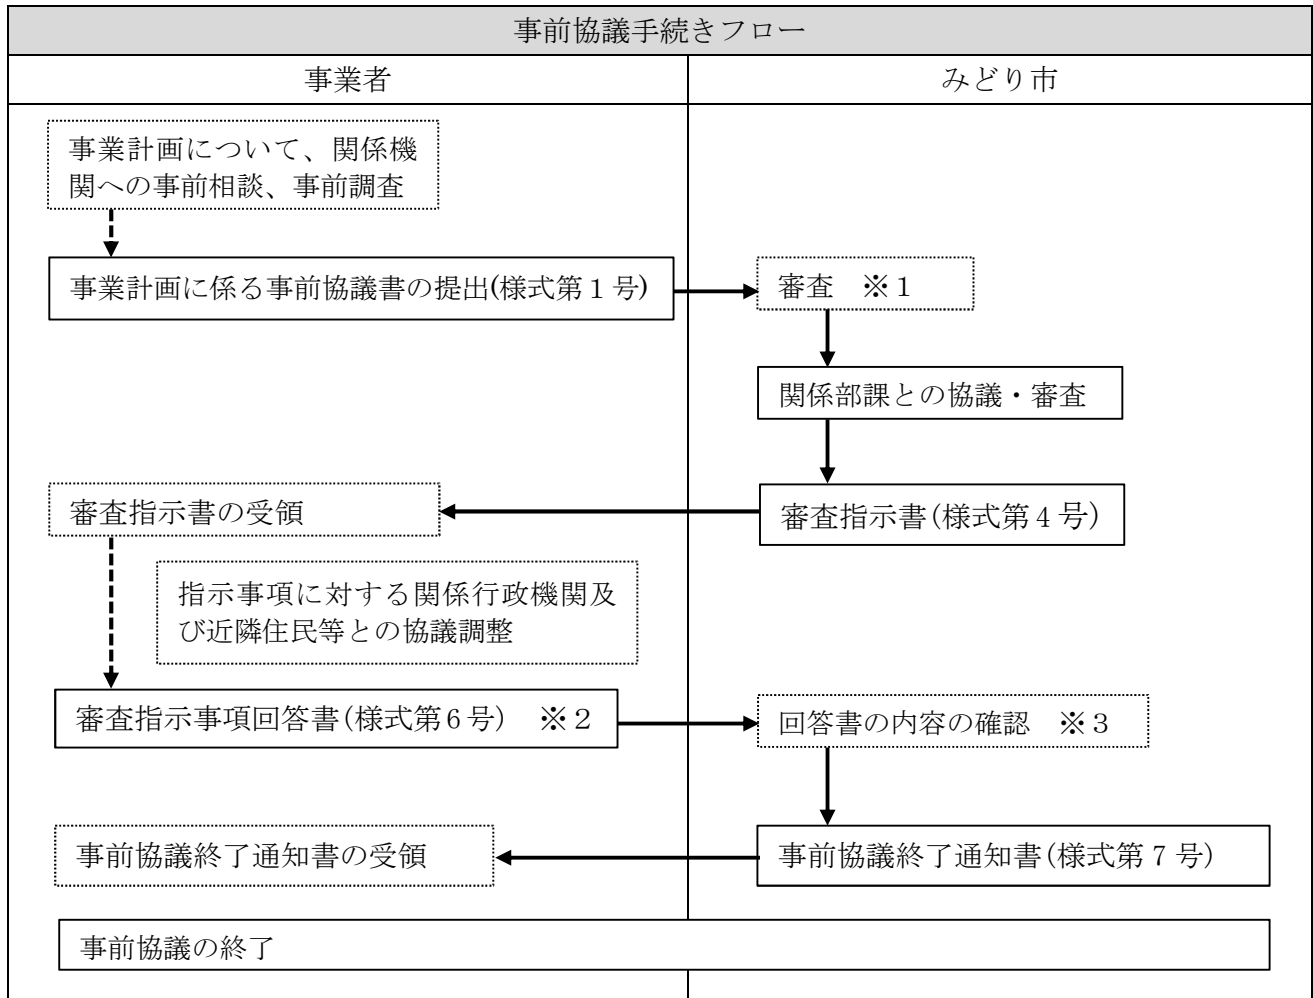 事前協議手続きフロー
事業者
みどり市
事業計画について、関係機
関への事前相談、事前調査
事業計画に係る事前協議書の提出(様式第１号)
審査　※１
関係部課との協議・審査
審査指示書(様式第４号)
審査指示書の受領
指示事項に対する関係行政機関及
び近隣住民等との協議調整
審査指示事項回答書(様式第６号)　※２
回答書の内容の確認　※３
事前協議終了通知書(様式第７号)
事前協議終了通知書の受領
事前協議の終了